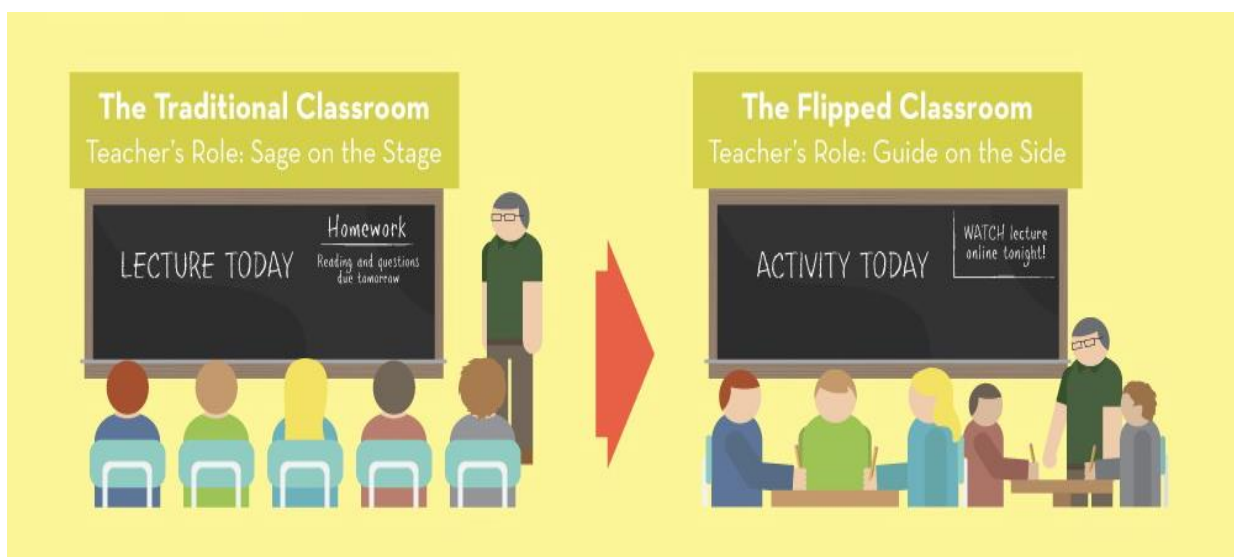 The Traditional Classroom
Teacher's Role: Sage on the Stage
LECTURE TODAY
Homework
Reading and questions
due tomorrow
The Flipped Classroom
Teacher's Role: Guide on the Side
ACTIVITY TODAY
WATCH lecture
online tonight!